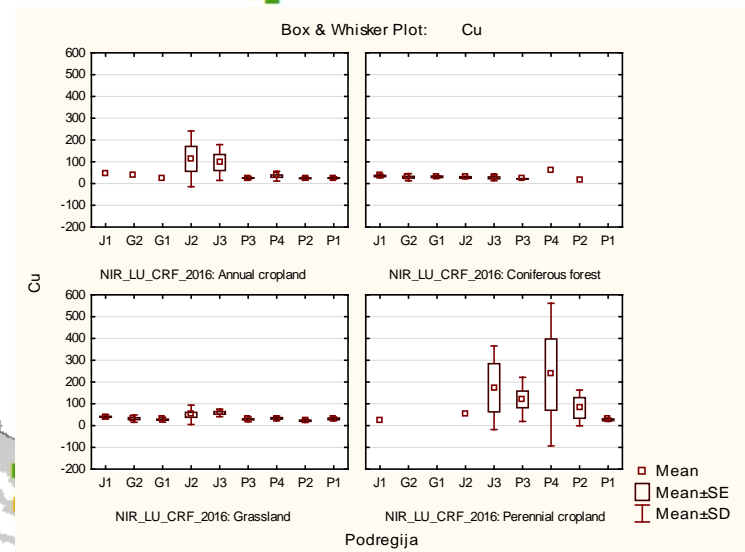 Box & Whisker Plot: Cu
600
500
400
300
200
100
0
-100
-200
J1 G2 G1 J2 J3 P3 P4 P2 P1
NIR_LU_CRF_2016: Annual cropland
J1 G2 G1 J2 J3 P3 P4 P2 P1
NIR_LU_CRF_2016: Coniferous forest
Cu
600
500
400
300
200
100
0
-100
-200
J1 G2 G1 J2 J3 P3 P4 P2 P1
NIR_LU_CRF_2016: Grassland
J1 G2 G1 J2 J3 P3 P4 P2 P1
NIR_LU_CRF_2016: Perennial cropland
Podregija
Mean
Mean±SE
Mean±SD